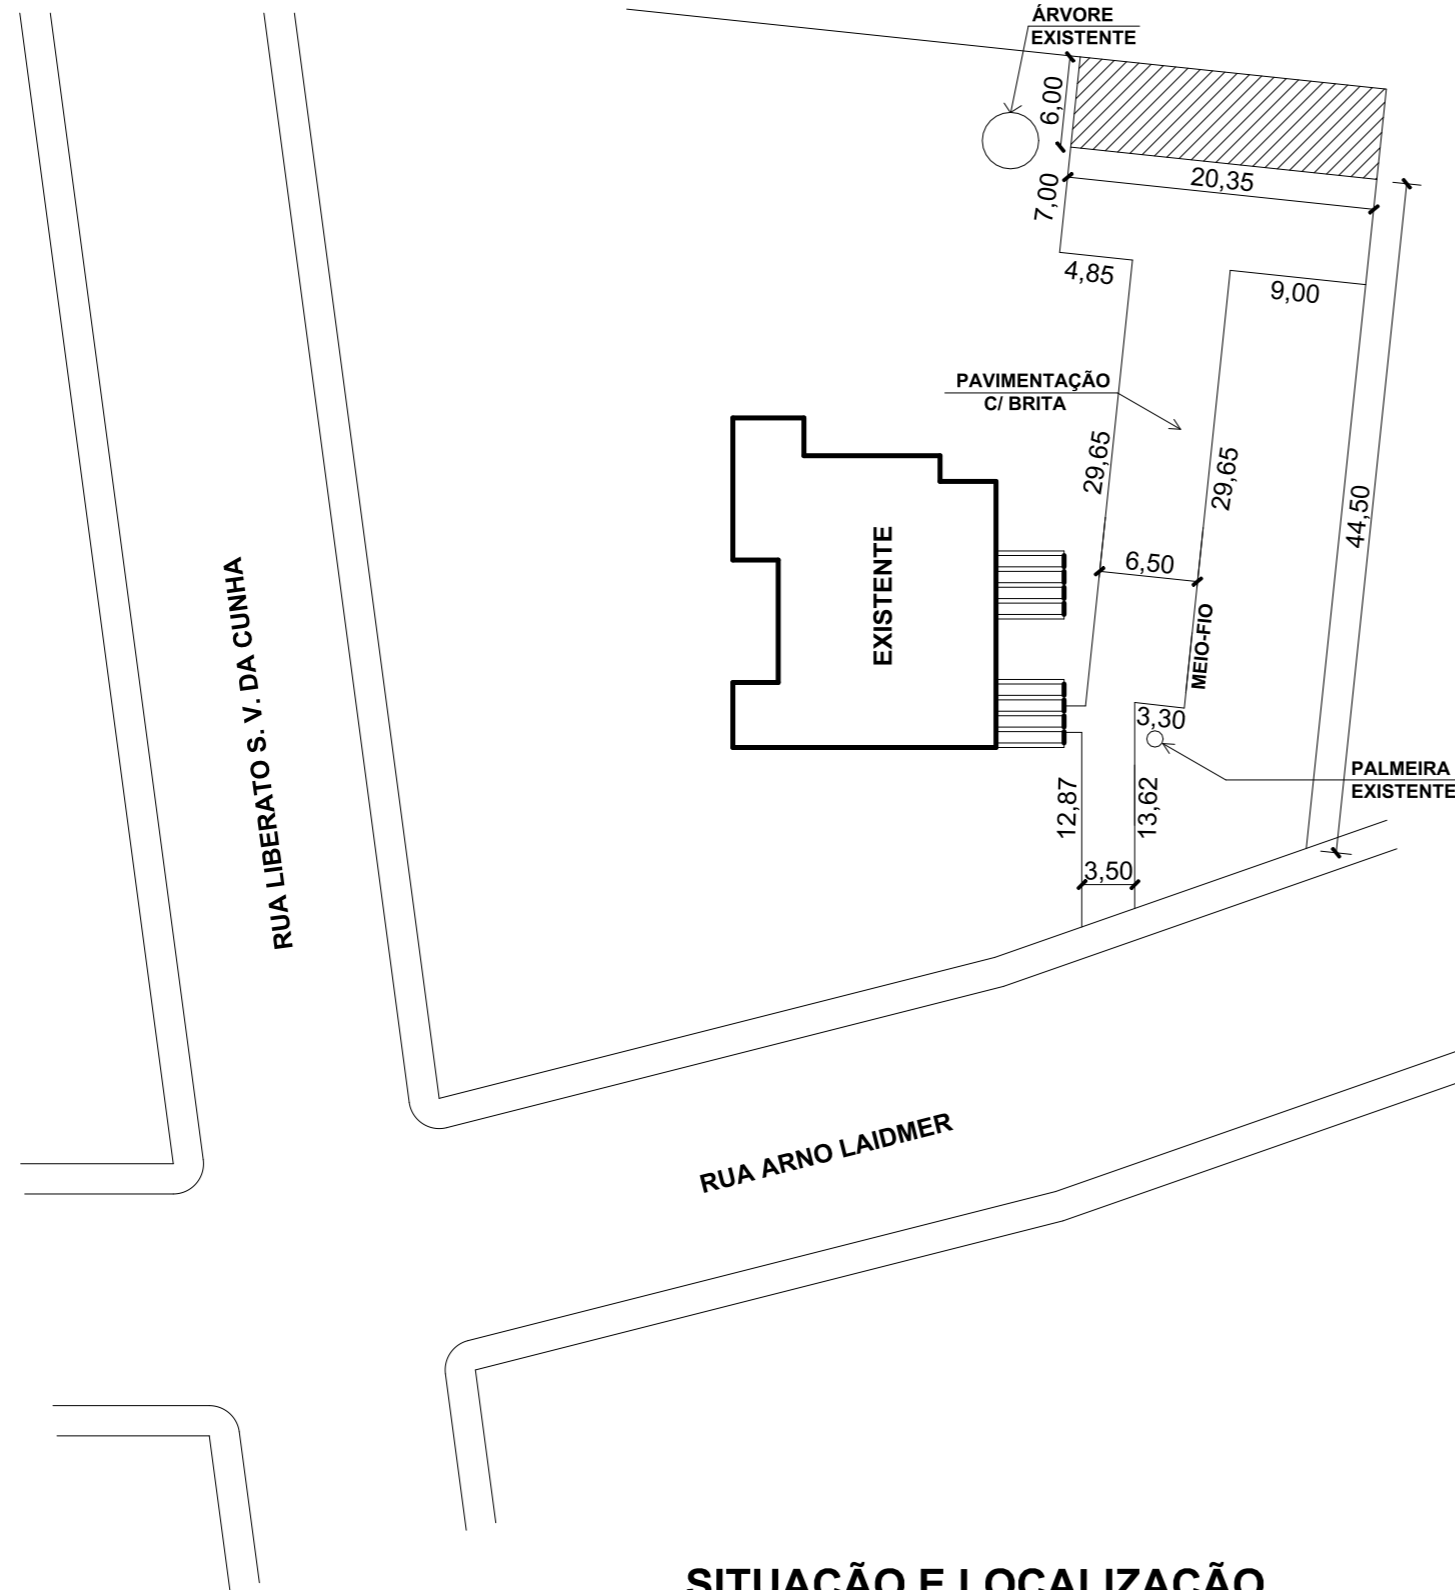 ÁRVORE
EXISTENTE
6,00
7,00
20,35
4,85
9,00
PAVIMENTAÇÃO
C/ BRITA
29,65
29,65
44,50
EXISTENTE
6,50
MEIO-FIO
3,30
RUA LIBERATO S. V. DA CUNHA
PALMEIRA
EXISTENTE
12,87
13,62
3,50
RUA ARNO LAIDMER
SITUAÇÃO E LOCALIZAÇÃO